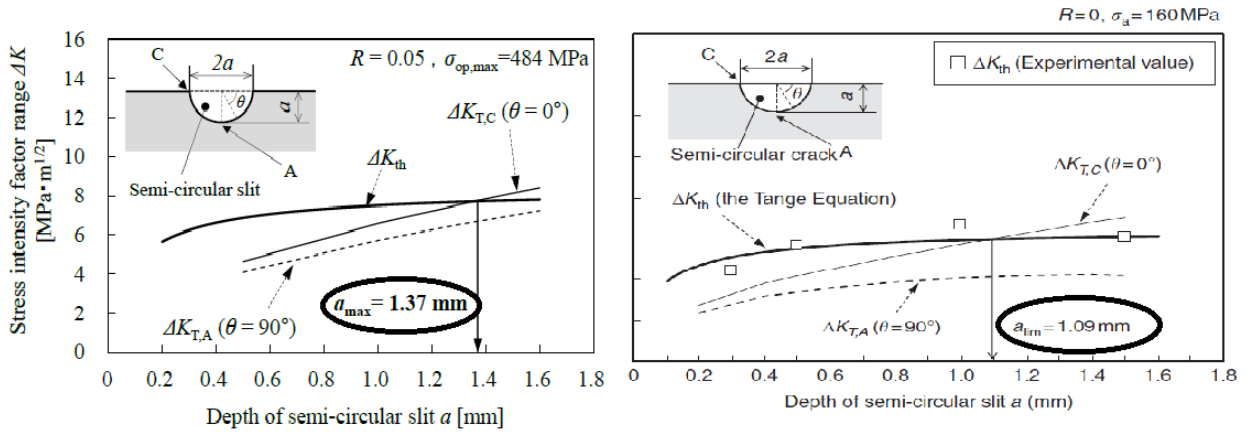 R = 0.05 , σop,max=484 MPa
C
2a
θ
a
A
Semi-circular slit
ΔKT,C (θ = 0°)
ΔKth
ΔKT,A (θ = 90°)
amax= 1.37 mm
Stress intensity factor range ΔK
[MPa・m1/2]
16
14
12
10
8
6
4
2
0
0 0.2 0.4 0.6 0.8 1.0 1.2 1.4 1.6 1.8
Depth of semi-circular slit a [mm]
R=0, σa=160MPa
ΔKth (Experimental value)
C
2a
θ
a
A
Semi-circular crack
ΔKT,C(θ=0°)
ΔKth (the Tange Equation)
ΔKT,A(θ=90°)
alim=1.09mm
0 0.2 0.4 0.6 0.8 1.0 1.2 1.4 1.6 1.8
Depth of semi-circular slit a (mm)